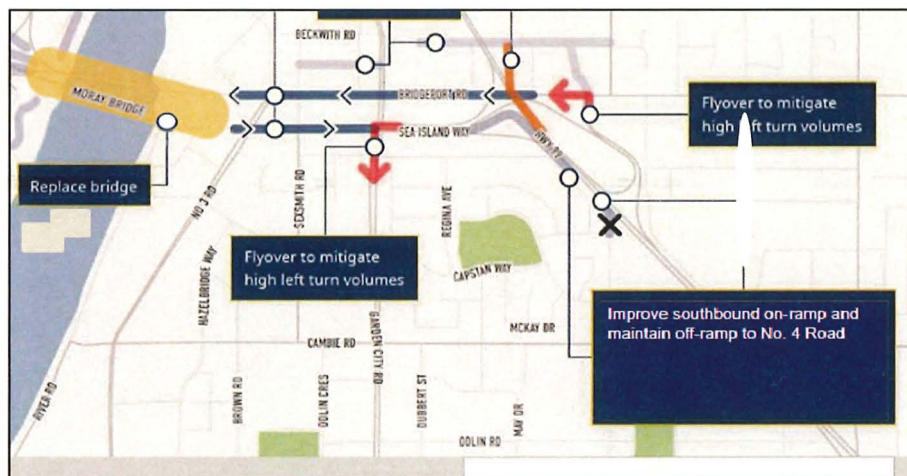 BECKWITH RD
MORAY BRIDGE
BRIDGEPORT RD
SEA ISLAND WAY
HWY 99
Flyover to mitigate
high left turn volumes
Replace bridge
NO 3 RD
SEXSMITH RD
HAZELBRIDGE WAY
Flyover to mitigate
high left turn volumes
REGINA AVE
CAPSTAN WAY
Improve southbound on-ramp and
maintain off-ramp to No. 4 Road
MCKAY DR
CAMBIE RD
GARDEN CITY RD
RIVER RD
BROWN RD
ODLIN CRES
DUBBERT ST
MAY DR
ODLIN RD